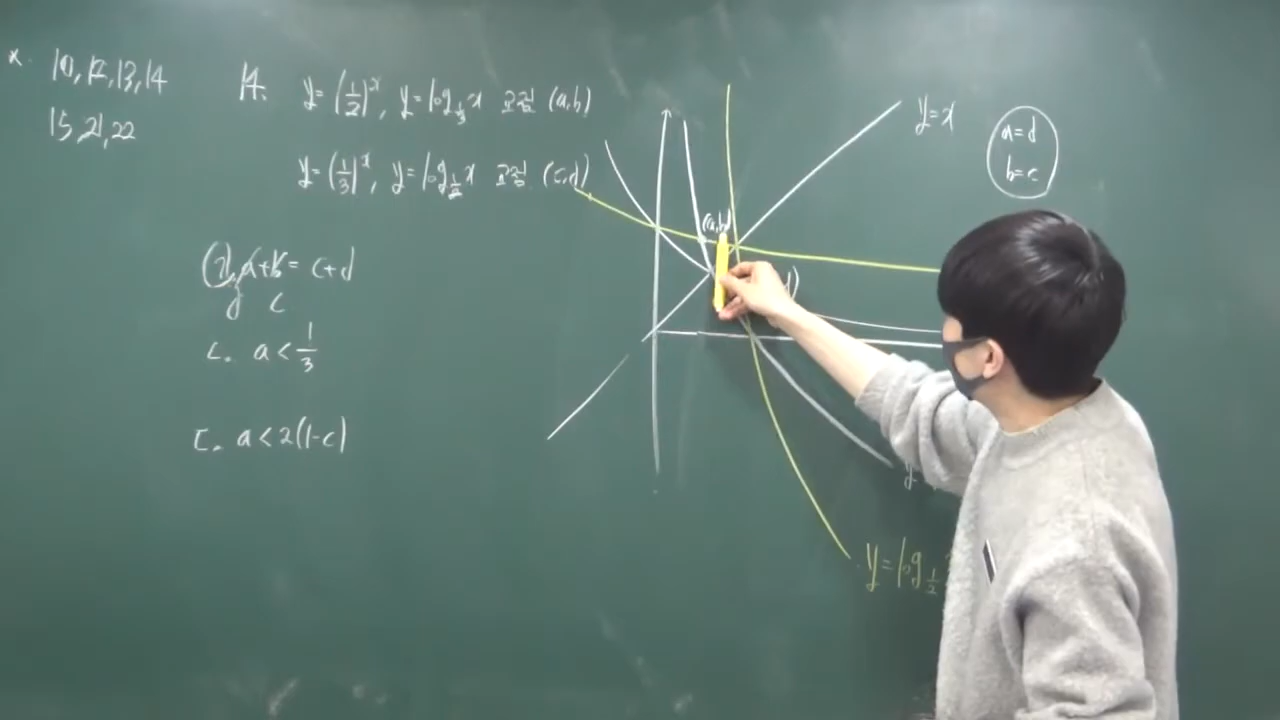 * 10, 12, 13, 14
15, 21, 22
14. y=(1/2)^x, y=log_{1/3} x 교점 (a,b)
y=(1/3)^x, y=log_{1/2} x 교점 (c,d)
ㄱ. a+b = c+d
d c
ㄴ. a < 1/3
ㄷ. a < 2(1-c)
(a,b)
y=x
a=d
b=c
d)
y
y=log_{1/2}